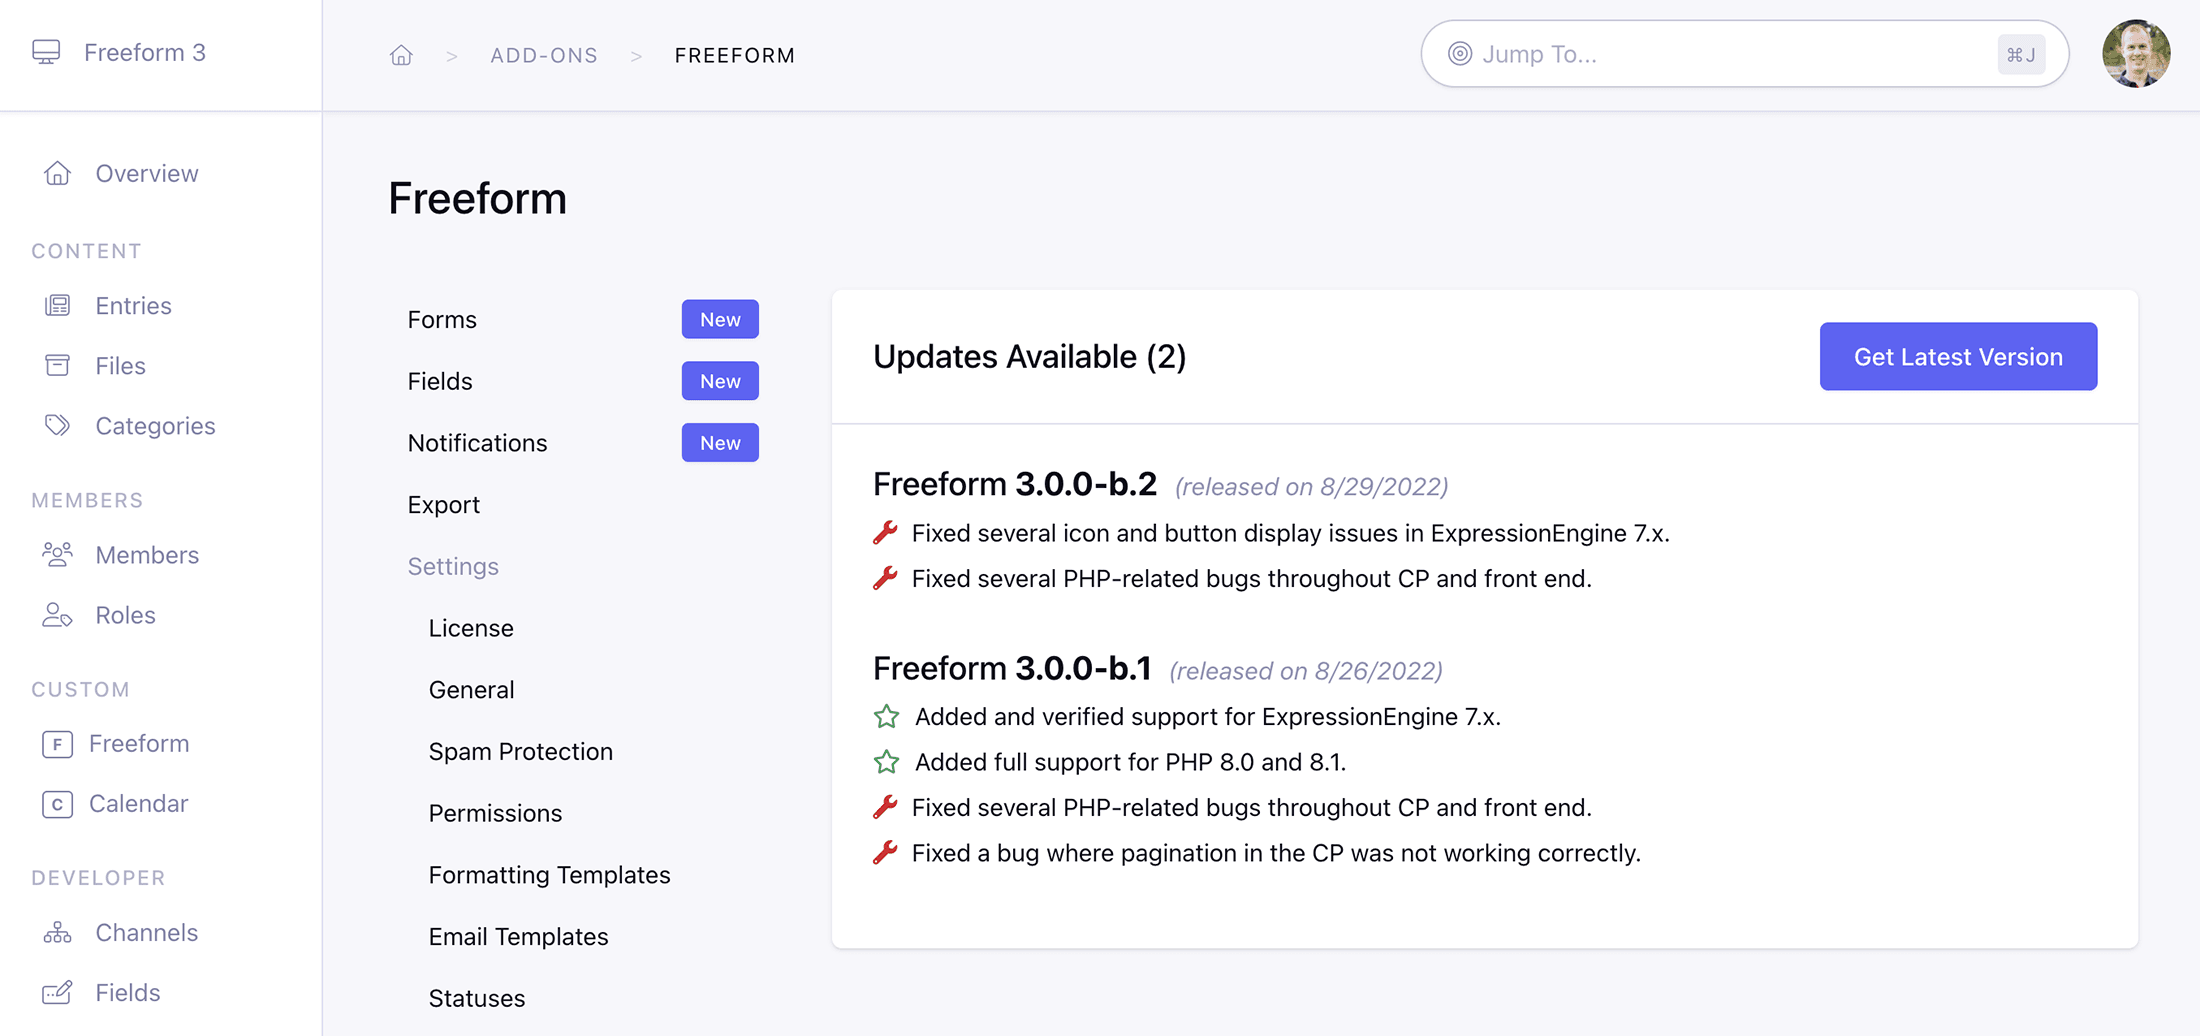 Freeform 3
> ADD-ONS > FREEFORM
Jump To...
⌘J
Overview
CONTENT
Entries
Files
Categories
MEMBERS
Members
Roles
CUSTOM
F Freeform
C Calendar
DEVELOPER
Channels
Fields
Freeform
Forms New
Fields New
Notifications New
Export
Settings
License
General
Spam Protection
Permissions
Formatting Templates
Email Templates
Statuses
Updates Available (2)
Get Latest Version
Freeform 3.0.0-b.2 (released on 8/29/2022)
Fixed several icon and button display issues in ExpressionEngine 7.x.
Fixed several PHP-related bugs throughout CP and front end.
Freeform 3.0.0-b.1 (released on 8/26/2022)
Added and verified support for ExpressionEngine 7.x.
Added full support for PHP 8.0 and 8.1.
Fixed several PHP-related bugs throughout CP and front end.
Fixed a bug where pagination in the CP was not working correctly.